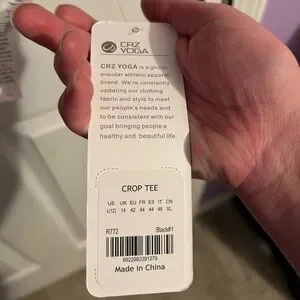 CRZ
YOGA
CRZ YOGA is a global
popular athletic apparel
brand. We're constantly
updating our clothing
fabric and style to meet
our people's needs and
to be consistent with our
goal bringing people a
healthy and beautiful life.
CROP TEE
US UK EU FR ES IT CN
L(12) 14 42 44 44 46 XL
R772 Black#1
6922983391279
Made in China